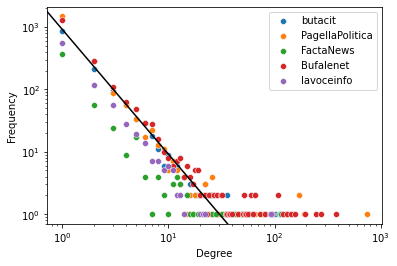 butacit
PagellaPolitica
FactaNews
Bufalenet
lavoceinfo
Frequency
10³
10²
10¹
10⁰
10⁰ 10¹ 10² 10³
Degree